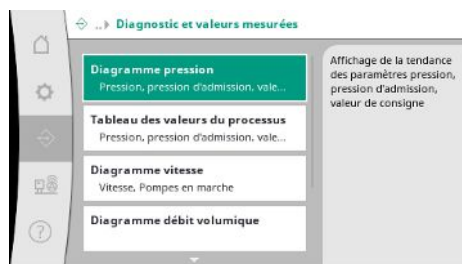 ..▸ Diagnostic et valeurs mesurées
Diagramme pression
Pression, pression d'admission, vale...
Tableau des valeurs du processus
Pression, pression d'admission, vale...
Diagramme vitesse
Vitesse, Pompes en marche
Diagramme débit volumique
Affichage de la tendance
des paramètres pression,
pression d'admission,
valeur de consigne
?